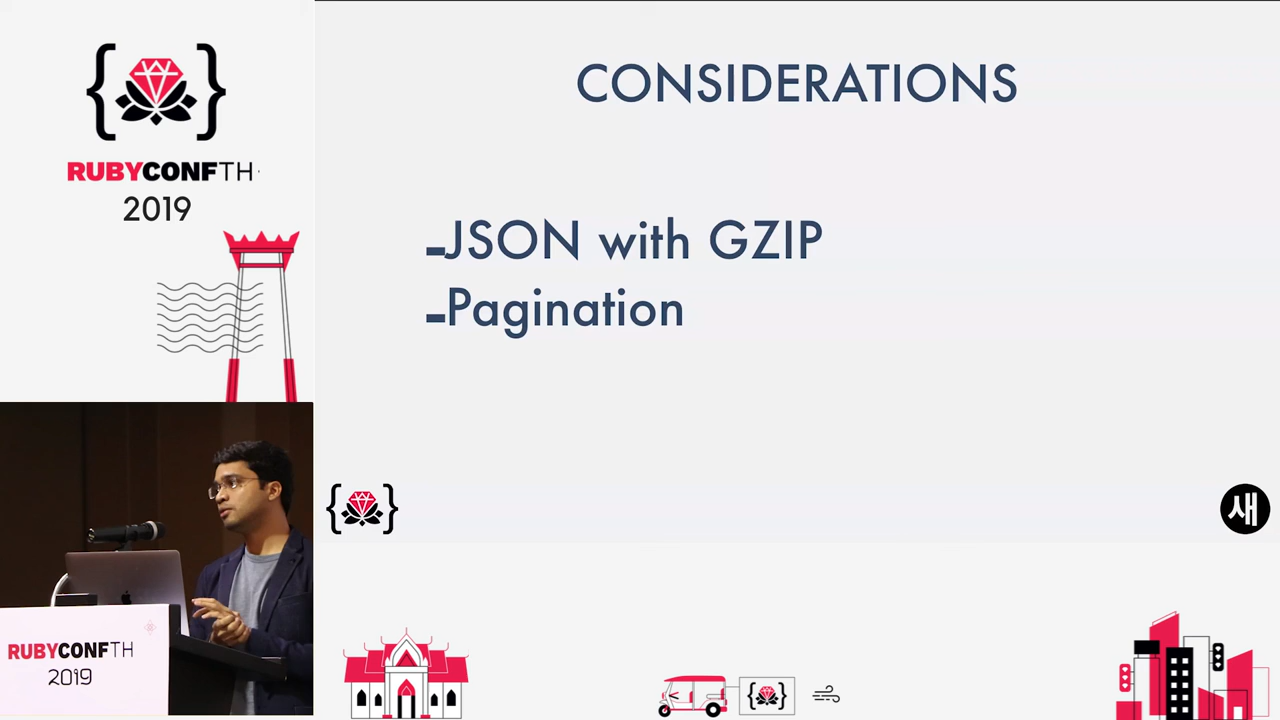 RUBYCONFTH
2019
CONSIDERATIONS
-JSON with GZIP
-Pagination
새
RUBYCONFTH
2019